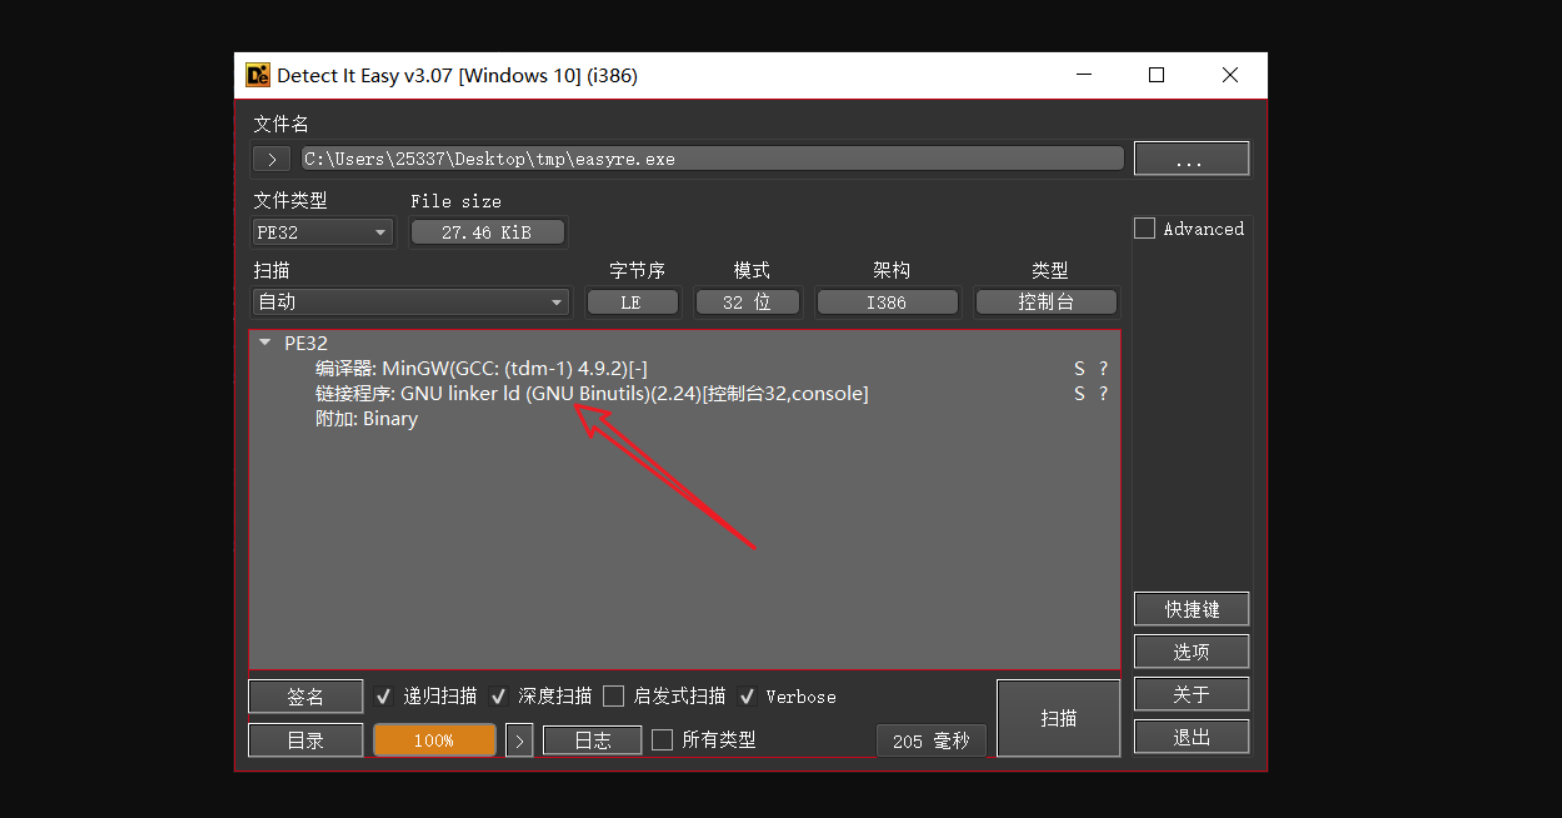 Detect It Easy v3.07 [Windows 10] (i386)
文件名
> C:\Users\25337\Desktop\tmp\easyre.exe ...
文件类型 File size
PE32 27.46 KiB Advanced
扫描 字节序 模式 架构 类型
自动 LE 32 位 I386 控制台
PE32
编译器: MinGW(GCC: (tdm-1) 4.9.2)[-] S ?
链接程序: GNU linker ld (GNU Binutils)(2.24)[控制台32,console] S ?
附加: Binary
快捷键
选项
签名 递归扫描 深度扫描 启发式扫描 Verbose 扫描 关于
目录 100% > 日志 所有类型 205 毫秒 退出